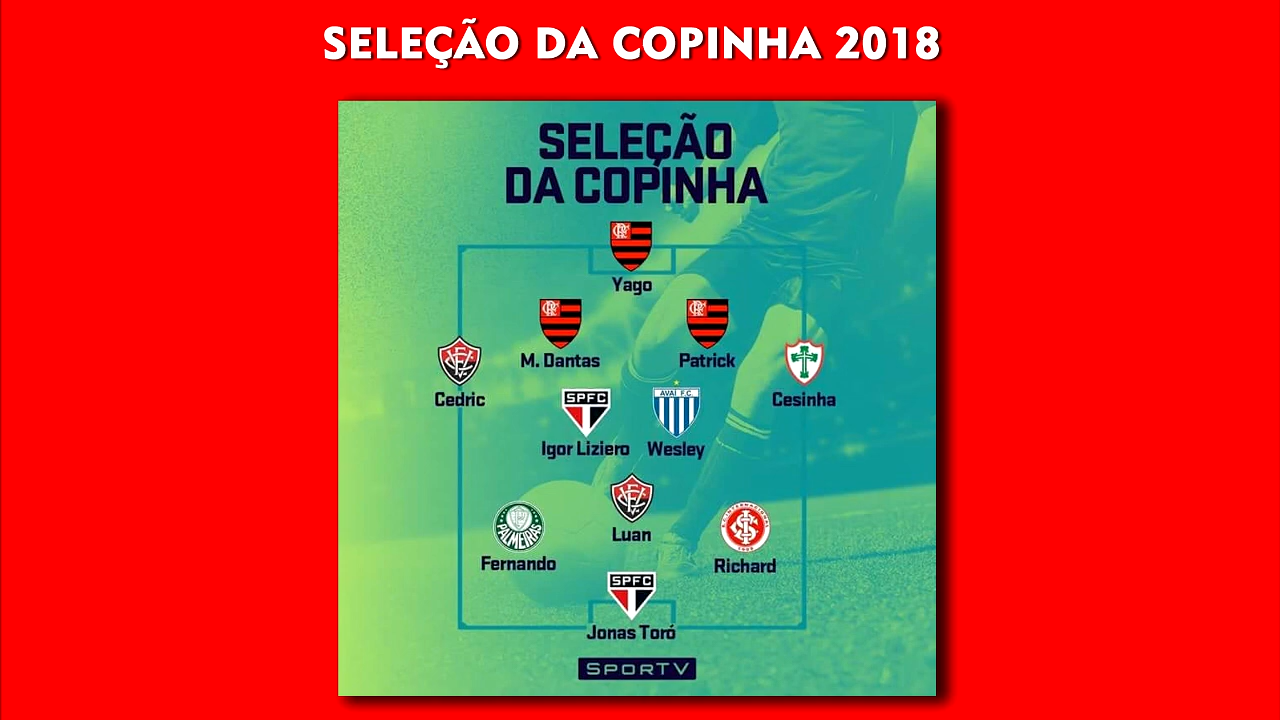 SELEÇÃO DA COPINHA 2018
SELEÇÃO
DA COPINHA
Yago
M. Dantas
Patrick
Cedric
Cesinha
SPFC
AVAÍ F.C.
Igor Liziero
Wesley
Luan
PALMEIRAS
Fernando
Richard
SPFC
Jonas Toró
SPORTV